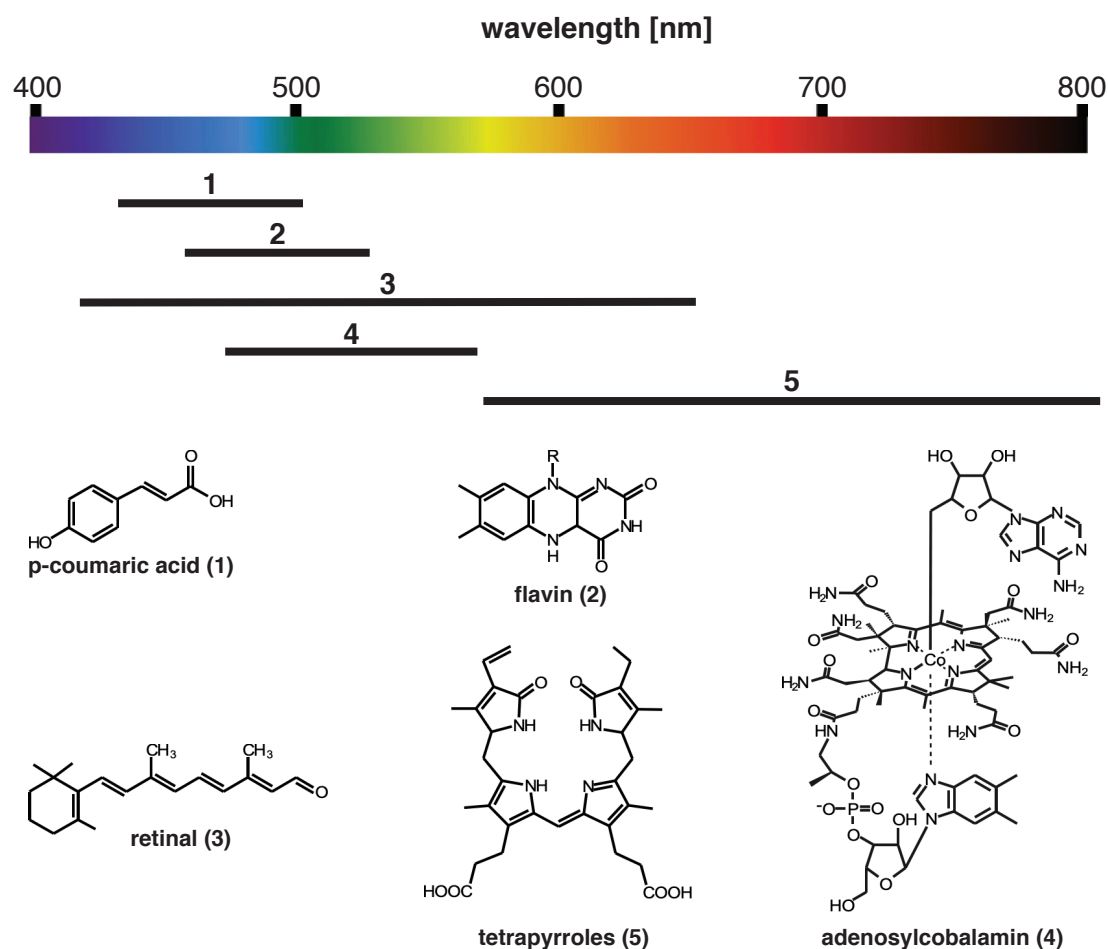 wavelength [nm]
400 500 600 700 800
1
2
3
4
5
O
OH
HO
p-coumaric acid (1)
R
N N O
NH
N
H O
flavin (2)
HO OH
O
N N
N N
NH₂
H₂N O
O NH₂
NH₂ O
O
NH₂
N N
Co
N N
H₂N O
O
HN
H₂N O
O
⁻O P O
O
OH
N
N
O
HO
adenosylcobalamin (4)
O O
NH HN
NH N
HOOC COOH
tetrapyrroles (5)
CH₃ CH₃
O
retinal (3)